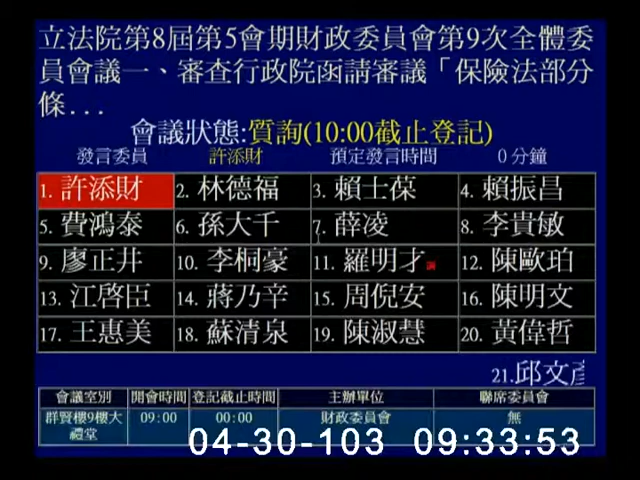 立法院第8屆第5會期財政委員會第9次全體委
員會議一、審查行政院函請審議「保險法部分
條...
會議狀態:質詢(10:00截止登記)
發言委員 許添財 預定發言時間 0分鐘
1. 許添財 2. 林德福 3. 賴士葆 4. 賴振昌
5. 費鴻泰 6. 孫大千 7. 薛凌 8. 李貴敏
9. 廖正井 10. 李桐豪 11. 羅明才 12. 陳歐珀
13. 江啓臣 14. 蔣乃辛 15. 周倪安 16. 陳明文
17. 王惠美 18. 蘇清泉 19. 陳淑慧 20. 黃偉哲
21.邱文彥
會議室別 開會時間 登記截止時間 主辦單位 聯席委員會
群賢樓9樓大 09:00 00:00 財政委員會 無
禮堂
04-30-103 09:33:53